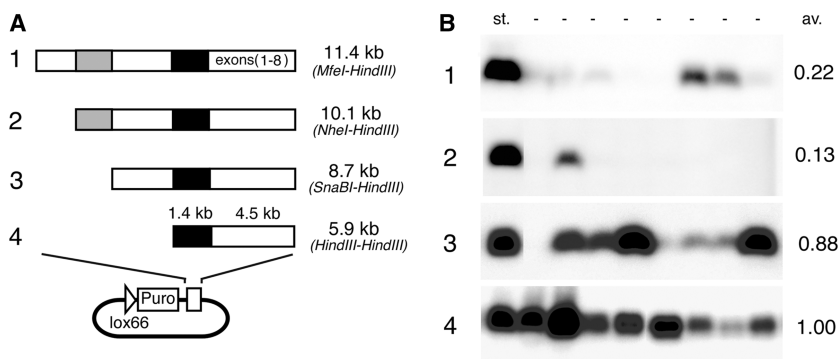 A
1 exons(1-8) 11.4 kb
(MfeI-HindIII)
2 10.1 kb
(NheI-HindIII)
3 8.7 kb
(SnaBI-HindIII)
1.4 kb 4.5 kb
4 5.9 kb
(HindIII-HindIII)
Puro
lox66
B
st. - - - - - - - - av.
1 0.22
2 0.13
3 0.88
4 1.00